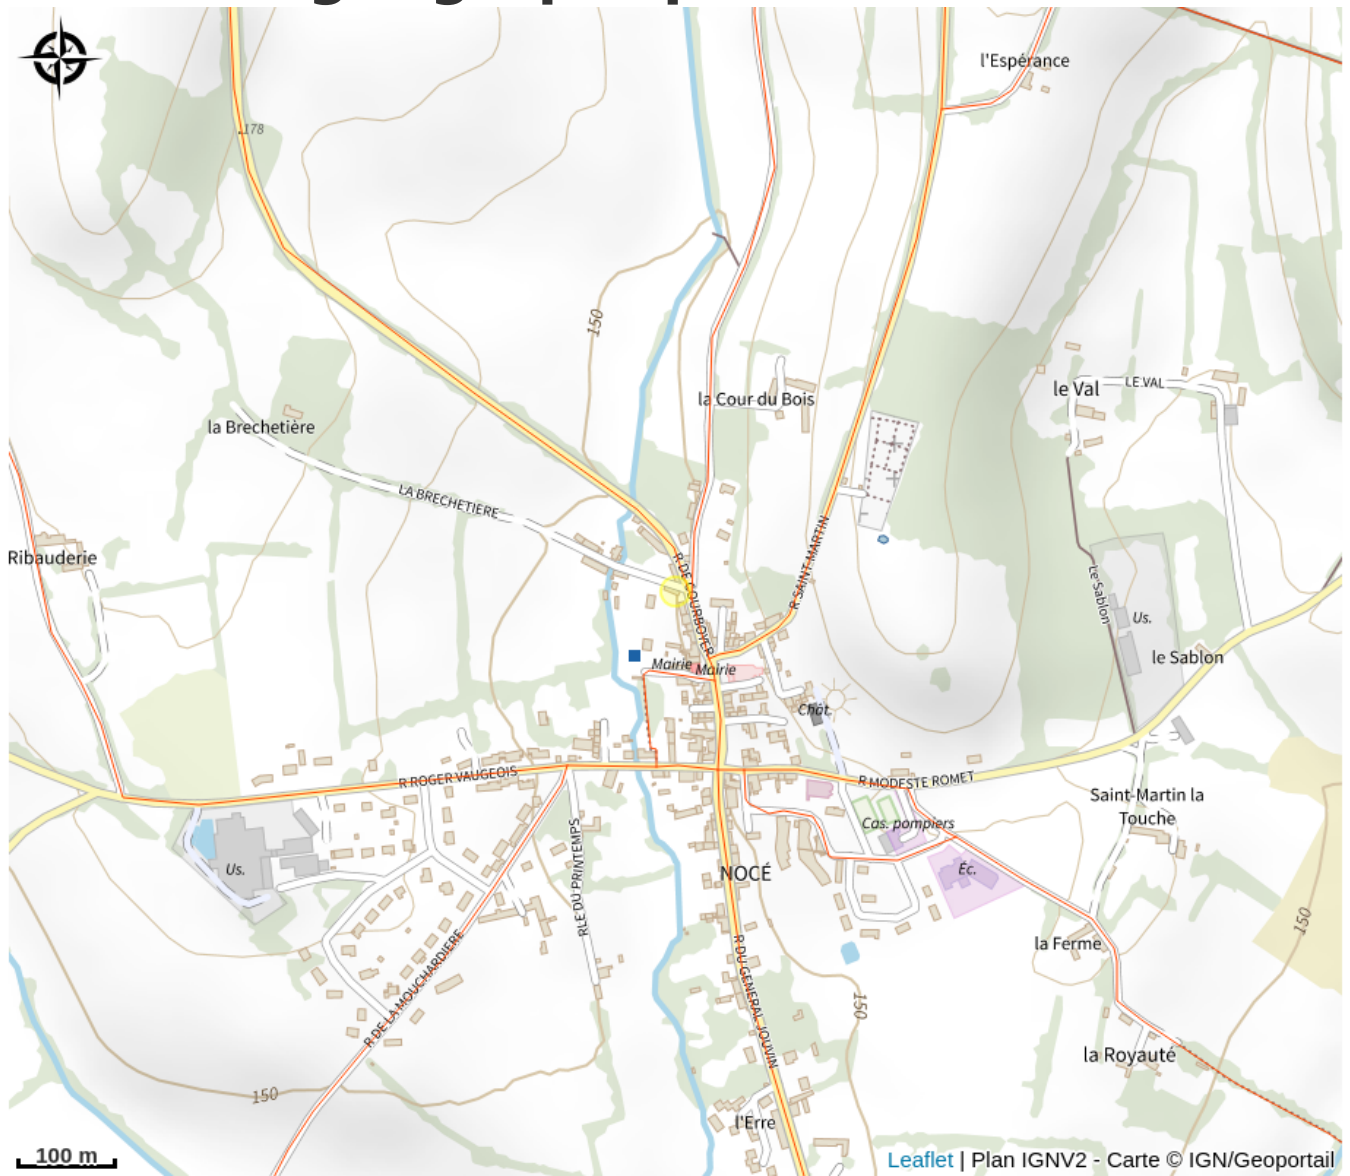 l'Espérance
178
150
la Cour du Bois
le Val
LE VAL
la Brechetière
LA BRECHETIERE
Ribauderie
R DE COURBOYER
R SAINT-MARTIN
Le Sablon
Us.
le Sablon
Mairie
Mairie
Chât.
R ROGER VAUGEOIS
R MODESTE ROMET
Saint-Martin la
Touche
Cas. pompiers
Us.
RLE DU PRINTEMPS
NOCÉ
Éc.
150
la Ferme
R DE LA MOUCHARDIERE
R DU GENERAL JOUVIN
150
la Royauté
150
l'Erre
100 m
Leaflet | Plan IGNV2 - Carte © IGN/Geoportail